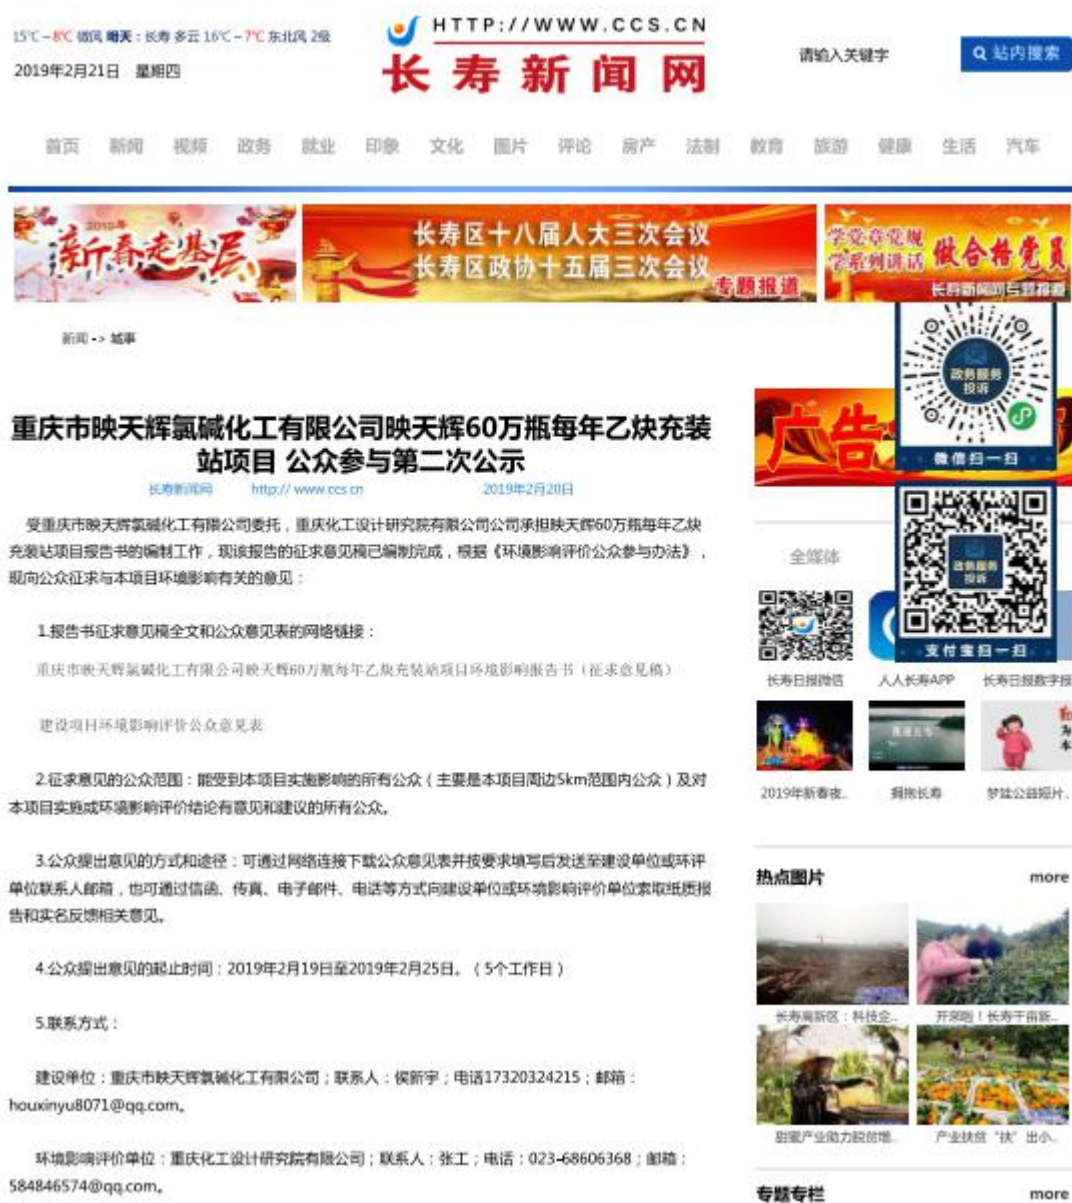 15℃ ~ 8℃ 微风 明天：长寿 多云 16℃ ~ 7℃ 东北风 2级
2019年2月21日 星期四
HTTP://WWW.CCS.CN
长寿新闻网
请输入关键字
站内搜索
首页 新闻 视频 政务 就业 印象 文化 图片 评论 房产 法制 教育 旅游 健康 生活 汽车
2019年
新春走基层
长寿区十八届人大三次会议
长寿区政协十五届三次会议
专题报道
学党章党规
学系列讲话
做合格党员
长寿新闻网专题报道
新闻 -> 城事
重庆市映天辉氯碱化工有限公司映天辉60万瓶每年乙炔充装
站项目 公众参与第二次公示
长寿新闻网 http:// www.ccs.cn 2019年2月20日
受重庆市映天辉氯碱化工有限公司委托，重庆化工设计研究院有限公司公司承担映天辉60万瓶每年乙炔
充装站项目报告书的编制工作，现该报告的征求意见稿已编制完成，根据《环境影响评价公众参与办法》，
现向公众征求与本项目环境影响有关的意见：
1.报告书征求意见稿全文和公众意见表的网络链接：
重庆市映天辉氯碱化工有限公司映天辉60万瓶每年乙炔充装站项目环境影响报告书（征求意见稿）
建设项目环境影响评价公众意见表
2.征求意见的公众范围：能受到本项目实施影响的所有公众（主要是本项目周边5km范围内公众）及对
本项目实施或环境影响评价结论有意见和建议的所有公众。
3.公众提出意见的方式和途径：可通过网络连接下载公众意见表并按要求填写后发送至建设单位或环评
单位联系人邮箱，也可通过信函、传真、电子邮件、电话等方式向建设单位或环境影响评价单位索取纸质报
告和实名反馈相关意见。
4.公众提出意见的起止时间：2019年2月19日至2019年2月25日。（5个工作日）
5.联系方式：
建设单位：重庆市映天辉氯碱化工有限公司；联系人：侯新宇；电话17320324215；邮箱：
houxinyu8071@qq.com。
环境影响评价单位：重庆化工设计研究院有限公司；联系人：张工；电话：023-68606368；邮箱：
584846574@qq.com。
广告
政务服务
投诉
微信扫一扫
政务服务
投诉
支付宝扫一扫
全媒体
长寿日报微信 人人长寿APP 长寿日报数字报
2019年新春夜.. 拥抱长寿 梦娃公益短片..
热点图片 more
长寿高新区：科技企.. 开采啦！长寿千亩新..
甜蜜产业助力脱贫增.. 产业扶贫“扶”出小..
专题专栏 more